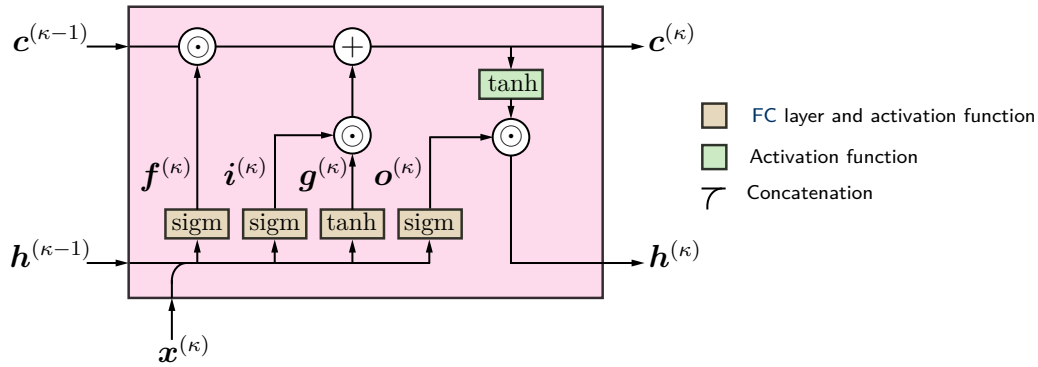 c^(κ−1) ⊙ + c^(κ)
tanh
⊙ ⊙
FC layer and activation function
Activation function
Concatenation
f^(κ) i^(κ) g^(κ) o^(κ)
sigm sigm tanh sigm
h^(κ−1) h^(κ)
x^(κ)